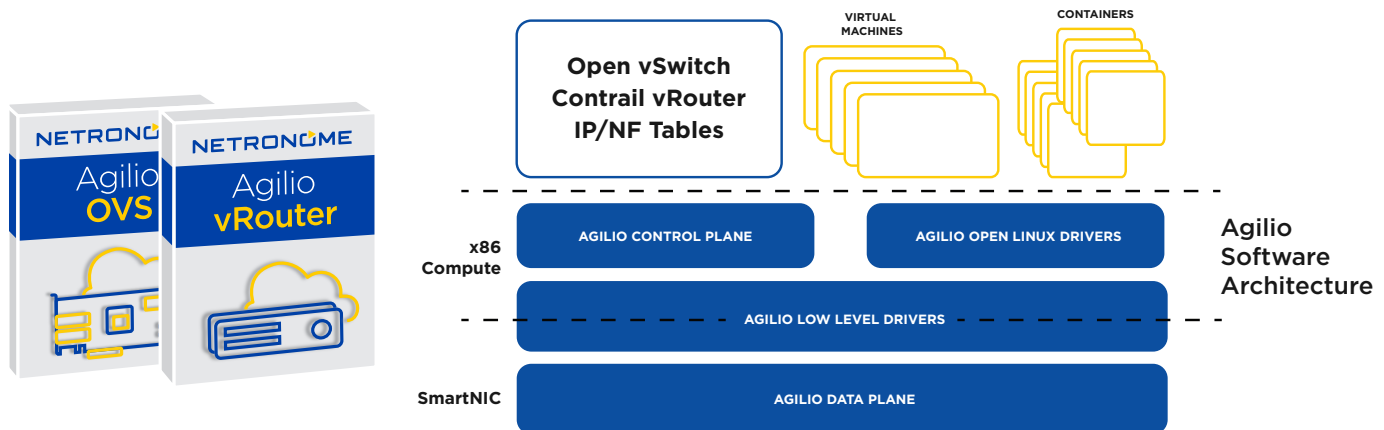 NETRONOME
Agilio
OVS
NETRONOME
Agilio
vRouter
Open vSwitch
Contrail vRouter
IP/NF Tables
VIRTUAL
MACHINES
CONTAINERS
x86
Compute
AGILIO CONTROL PLANE
AGILIO OPEN LINUX DRIVERS
Agilio
Software
Architecture
AGILIO LOW LEVEL DRIVERS
SmartNIC
AGILIO DATA PLANE